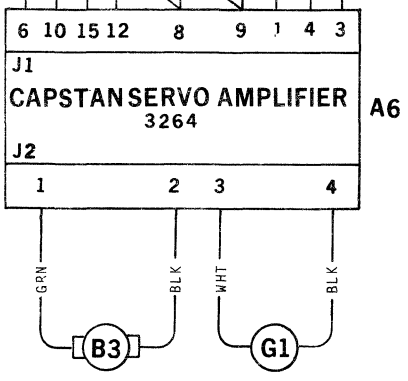 6 10 15 12 8 9 1 4 3
J1
CAPSTAN SERVO AMPLIFIER
3264
A6
J2
1 2 3 4
GRN BLK WHT BLK
B3 G1